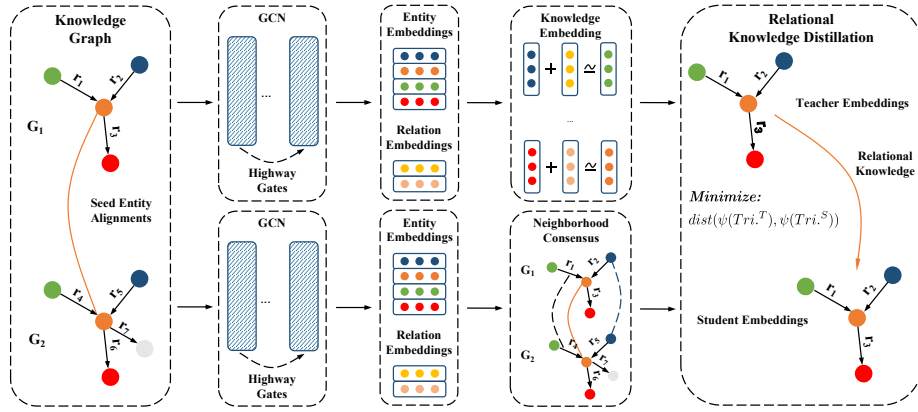 Knowledge
Graph
r1
r2
G1
r3
Seed Entity
Alignments
r4
r5
G2
r7
r6
GCN
...
Highway
Gates
GCN
...
Highway
Gates
Entity
Embeddings
Relation
Embeddings
Entity
Embeddings
Relation
Embeddings
Knowledge
Embedding
+ ≃
...
+ ≃
Neighborhood
Consensus
G1
r1
r2
r3
G2
r4
r5
r7
r6
Relational
Knowledge Distillation
r1
r2
r3
Teacher Embeddings
Relational
Knowledge
Minimize:
dist(ψ(Tri.^T), ψ(Tri.^S))
r1
r2
Student Embeddings
r3